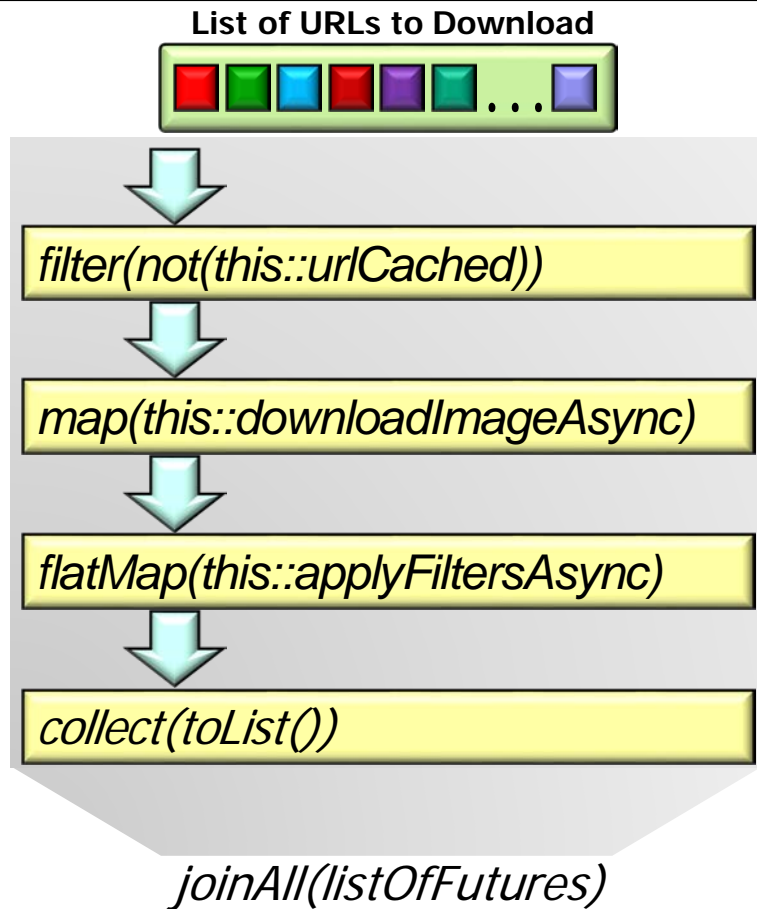 List of URLs to Download
...
filter(not(this::urlCached))
map(this::downloadImageAsync)
flatMap(this::applyFiltersAsync)
collect(toList())
joinAll(listOfFutures)